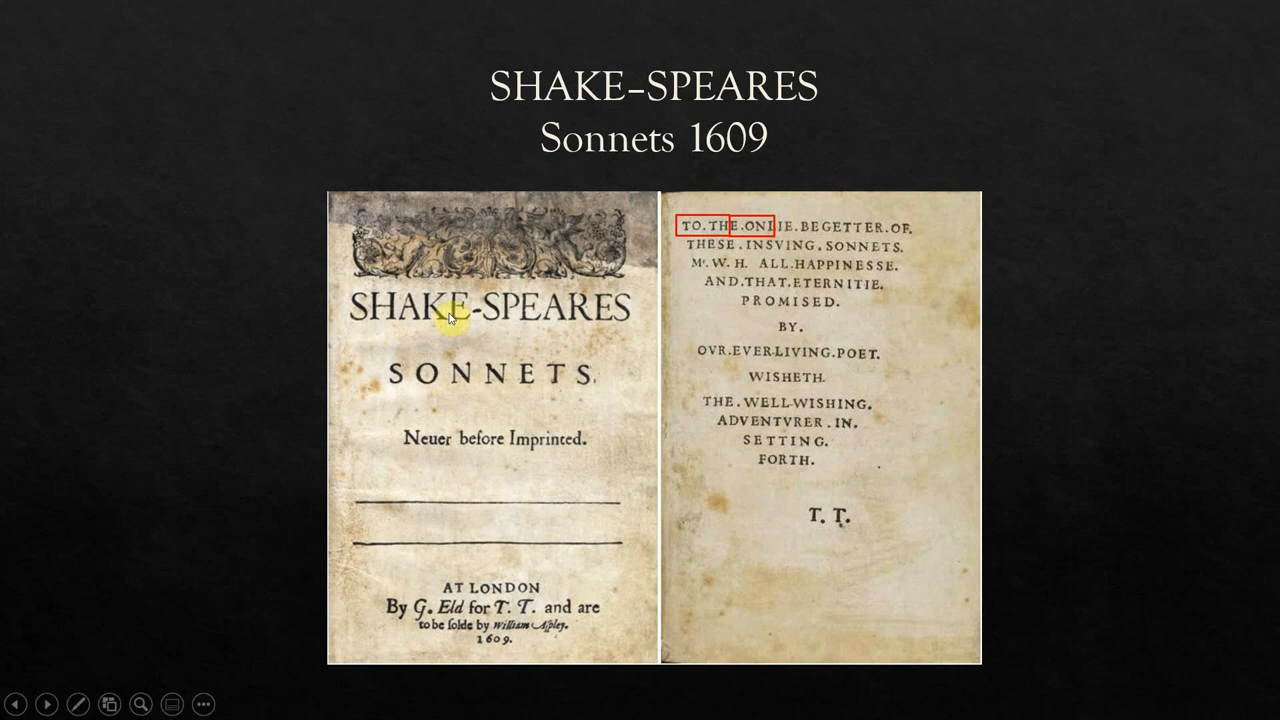 SHAKE–SPEARES
Sonnets 1609
SHAKE-SPEARES
SONNETS.
Neuer before Imprinted.
AT LONDON
By G. Eld for T. T. and are
to be solde by William Aspley.
1609.
TO.THE.ONLIE.BEGETTER.OF.
THESE.INSVING.SONNETS.
Mr.W.H. ALL.HAPPINESSE.
AND.THAT.ETERNITIE.
PROMISED.
BY.
OVR.EVER-LIVING.POET.
WISHETH.
THE.WELL-WISHING.
ADVENTVRER.IN.
SETTING.
FORTH.
T. T.